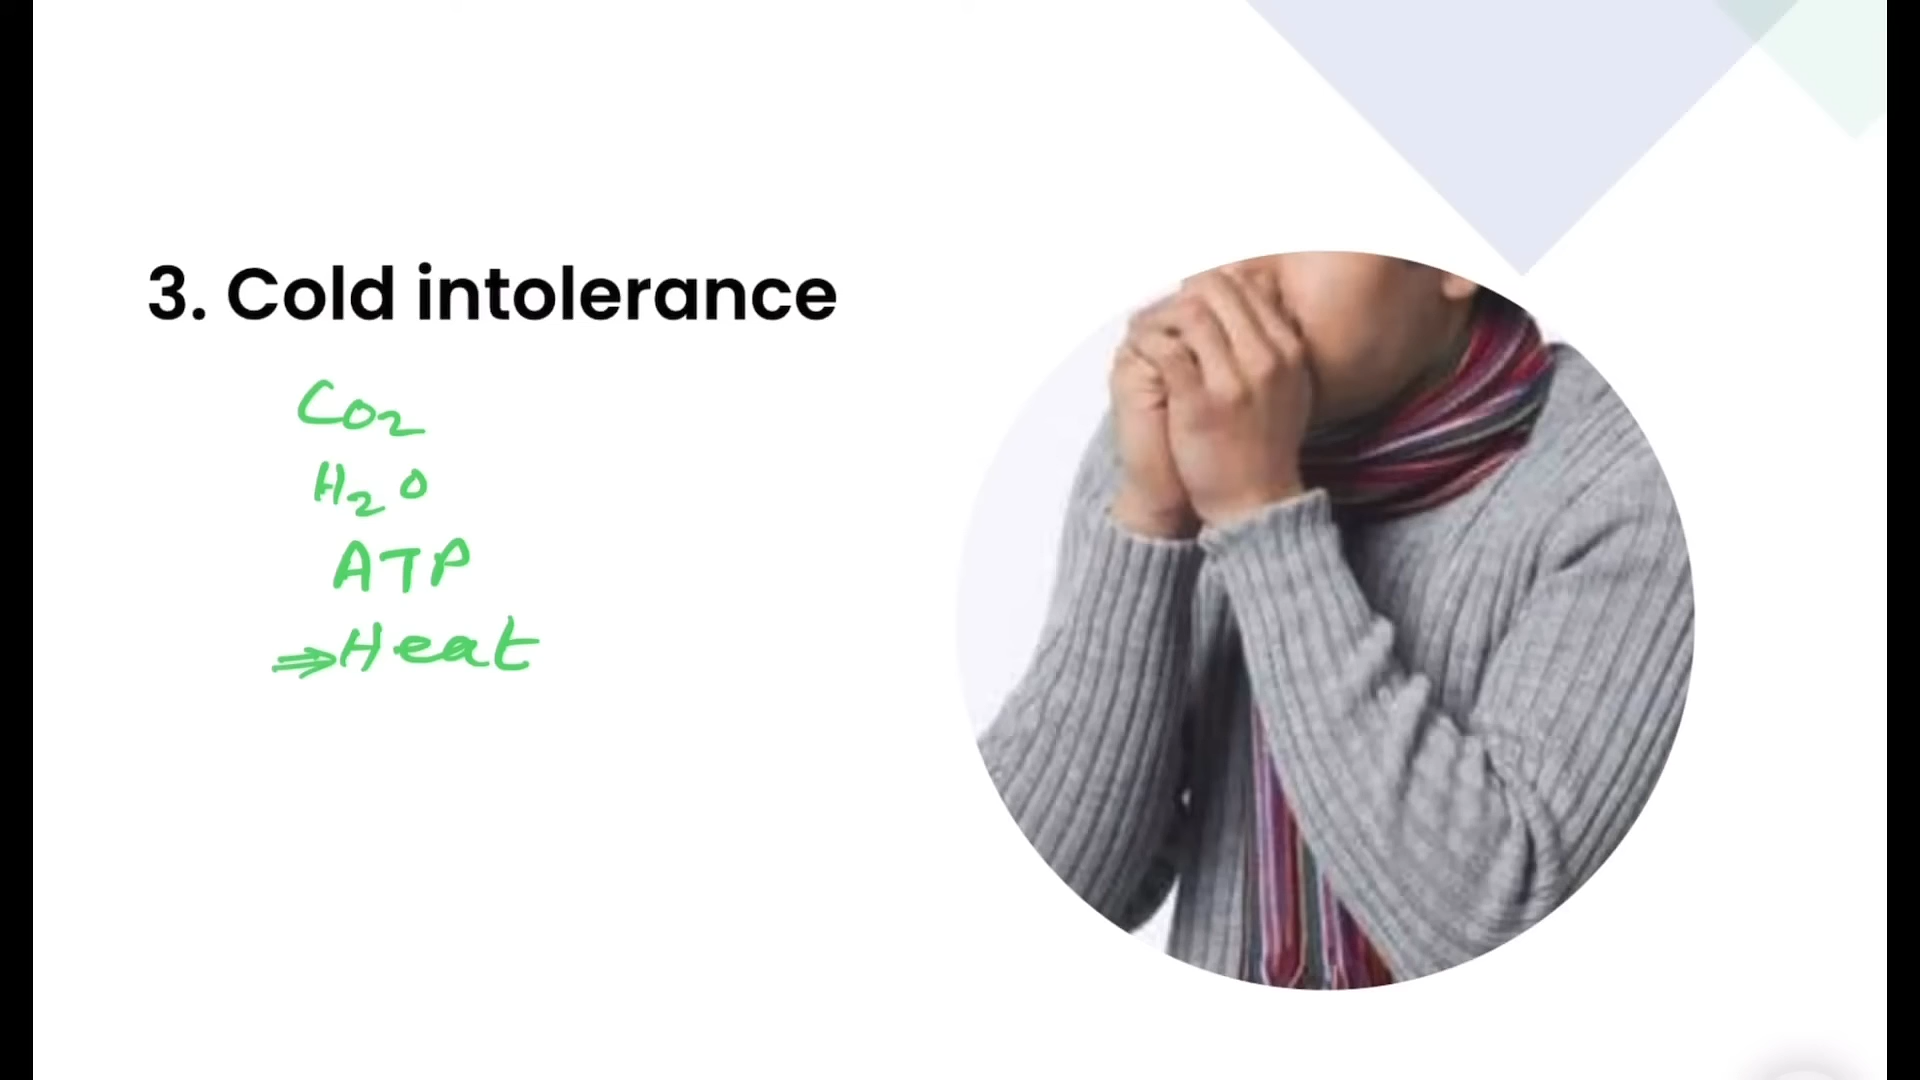 3. Cold intolerance
Co2
H2O
ATP
⇒Heat